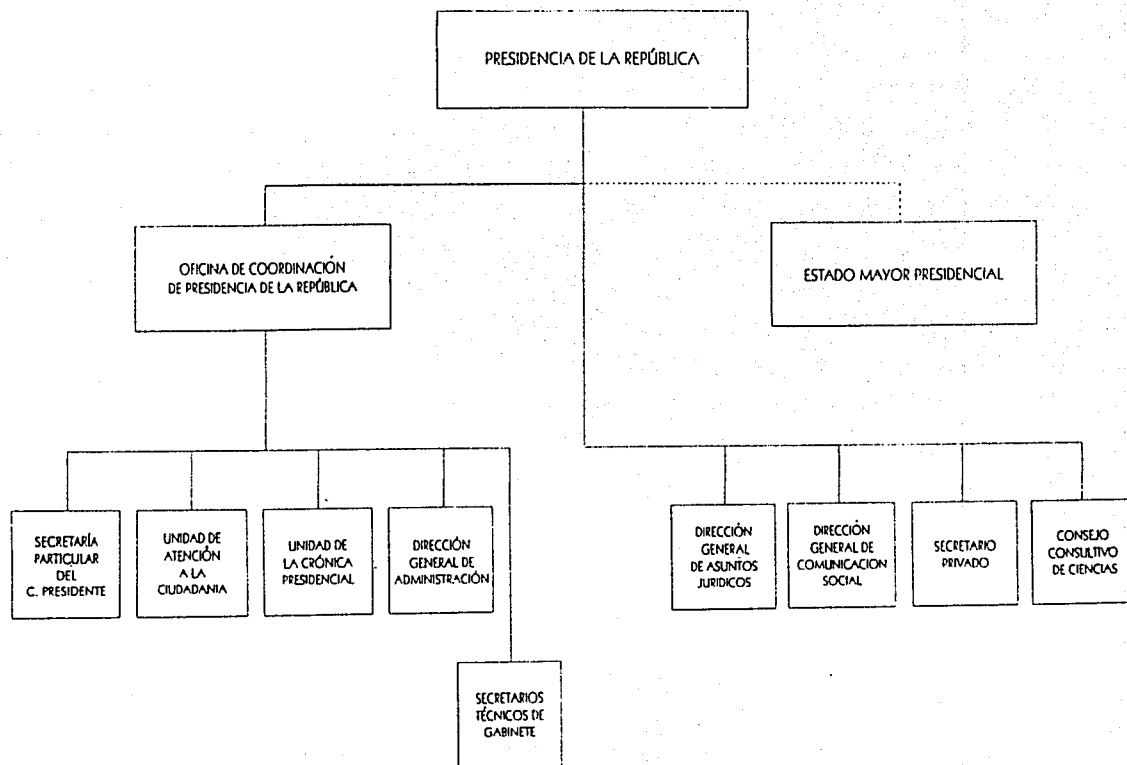 PRESIDENCIA DE LA REPÚBLICA
OFICINA DE COORDINACIÓN
DE PRESIDENCIA DE LA REPÚBLICA
ESTADO MAYOR PRESIDENCIAL
SECRETARÍA
PARTICULAR
DEL
C. PRESIDENTE
UNIDAD DE
ATENCIÓN
A LA
CIUDADANIA
UNIDAD DE
LA CRÓNICA
PRESIDENCIAL
DIRECCIÓN
GENERAL DE
ADMINISTRACIÓN
DIRECCIÓN
GENERAL
DE ASUNTOS
JURIDICOS
DIRECCIÓN
GENERAL DE
COMUNICACION
SOCIAL
SECRETARIO
PRIVADO
CONSEJO
CONSULTIVO
DE CIENCIAS
SECRETARIOS
TÉCNICOS DE
GABINETE